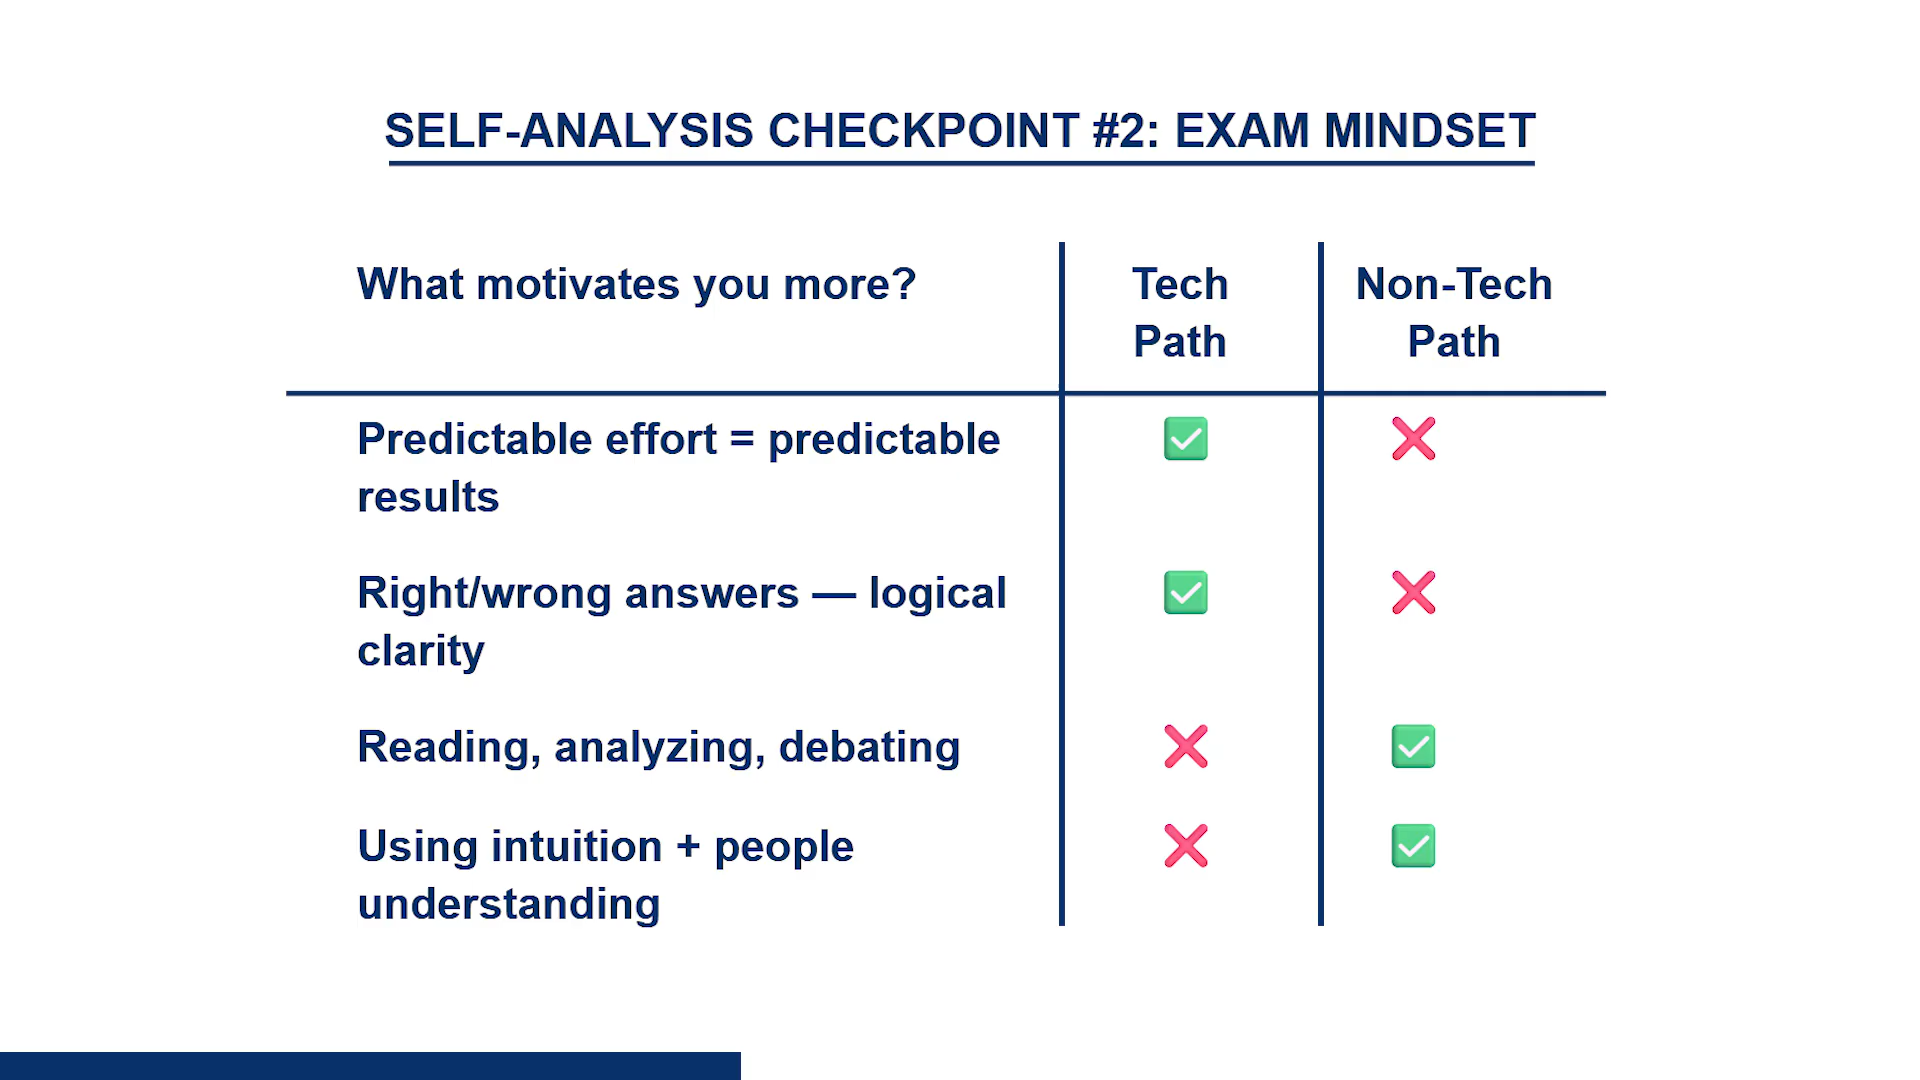 SELF-ANALYSIS CHECKPOINT #2: EXAM MINDSET
What motivates you more?
Tech
Path
Non-Tech
Path
Predictable effort = predictable
results
✅ ❌
Right/wrong answers — logical
clarity
✅ ❌
Reading, analyzing, debating
❌ ✅
Using intuition + people
understanding
❌ ✅